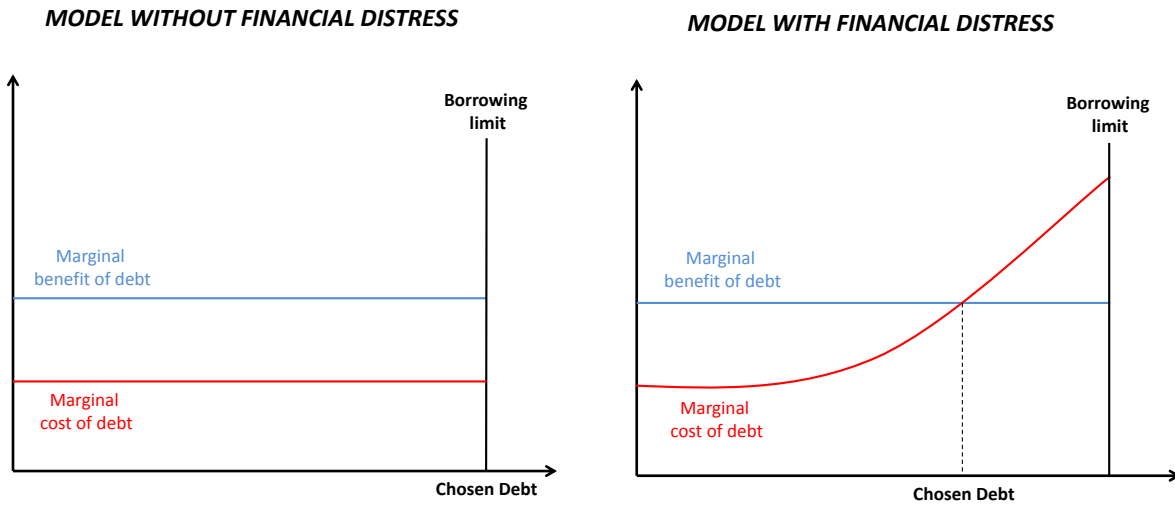 MODEL WITHOUT FINANCIAL DISTRESS
Borrowing
limit
Marginal
benefit of debt
Marginal
cost of debt
Chosen Debt
MODEL WITH FINANCIAL DISTRESS
Borrowing
limit
Marginal
benefit of debt
Marginal
cost of debt
Chosen Debt